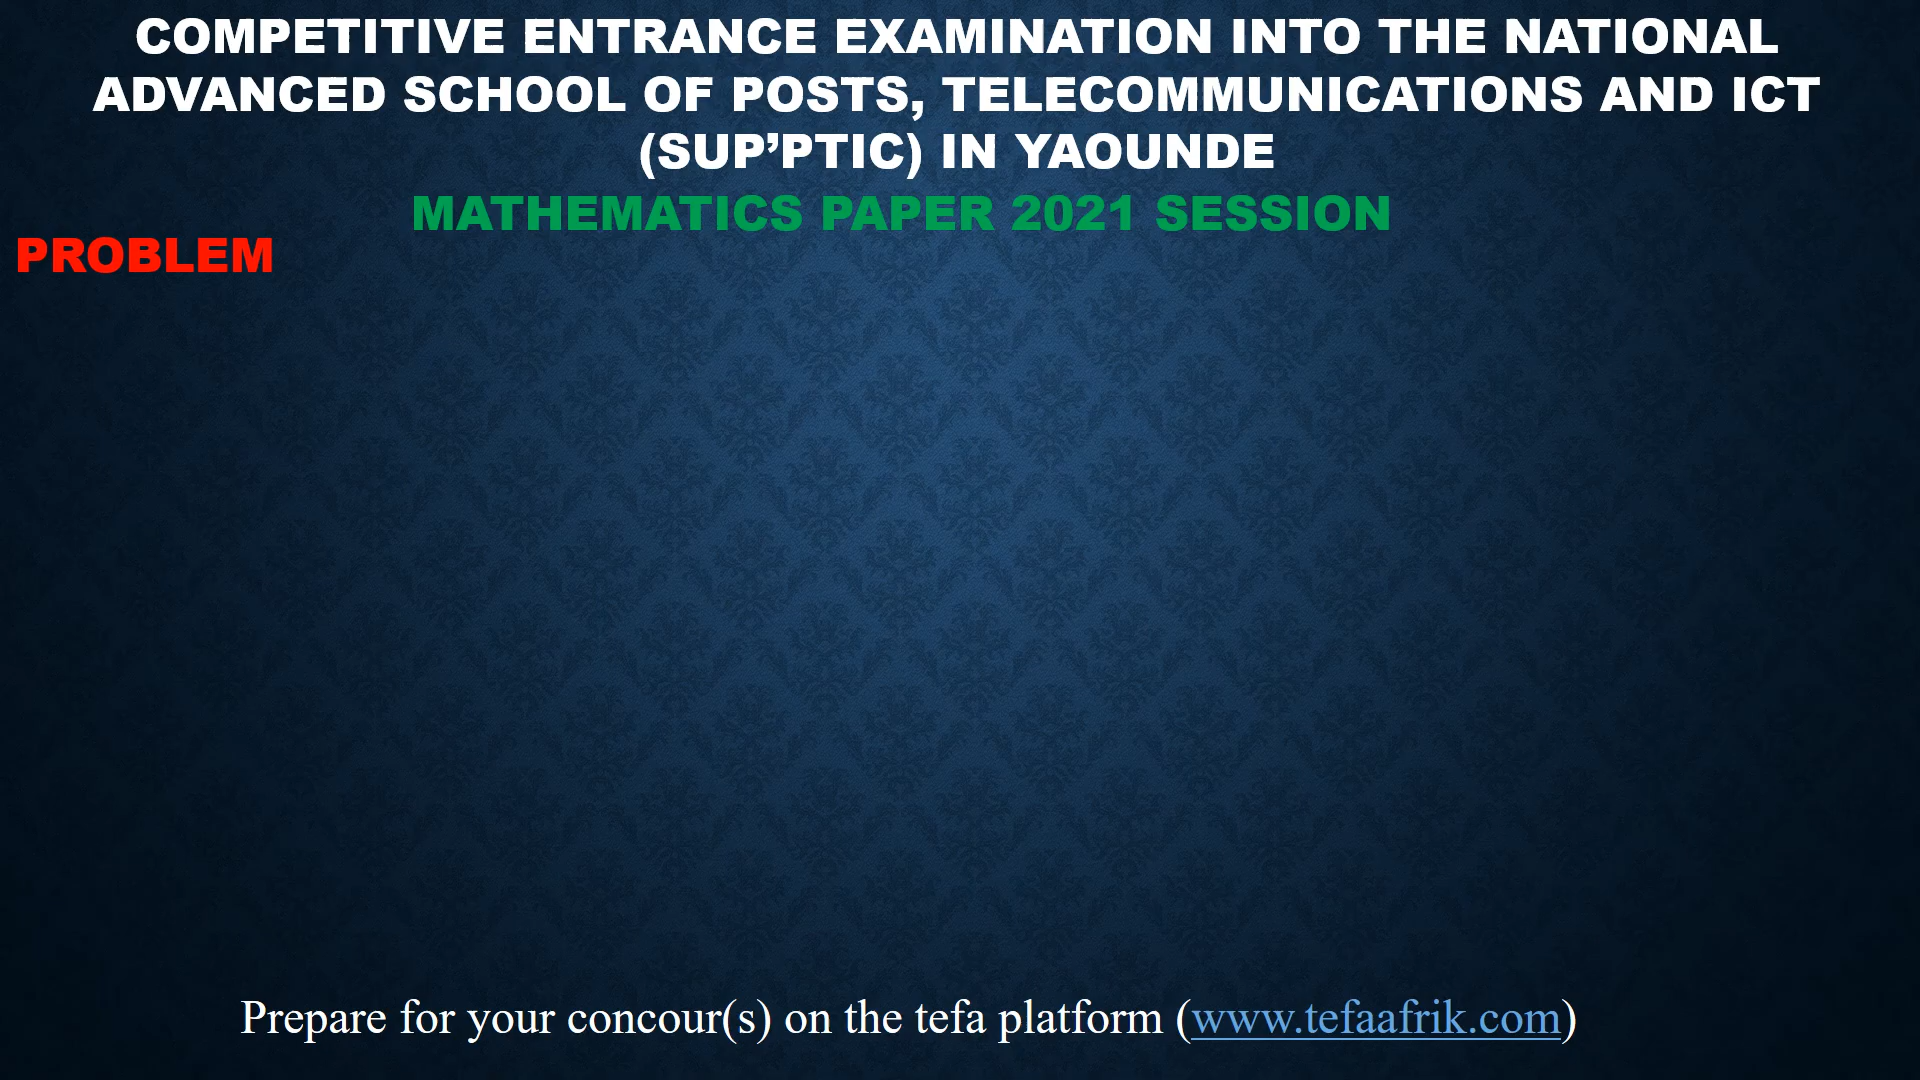 COMPETITIVE ENTRANCE EXAMINATION INTO THE NATIONAL
ADVANCED SCHOOL OF POSTS, TELECOMMUNICATIONS AND ICT
(SUP’PTIC) IN YAOUNDE
MATHEMATICS PAPER 2021 SESSION
PROBLEM
Prepare for your concour(s) on the tefa platform (www.tefaafrik.com)